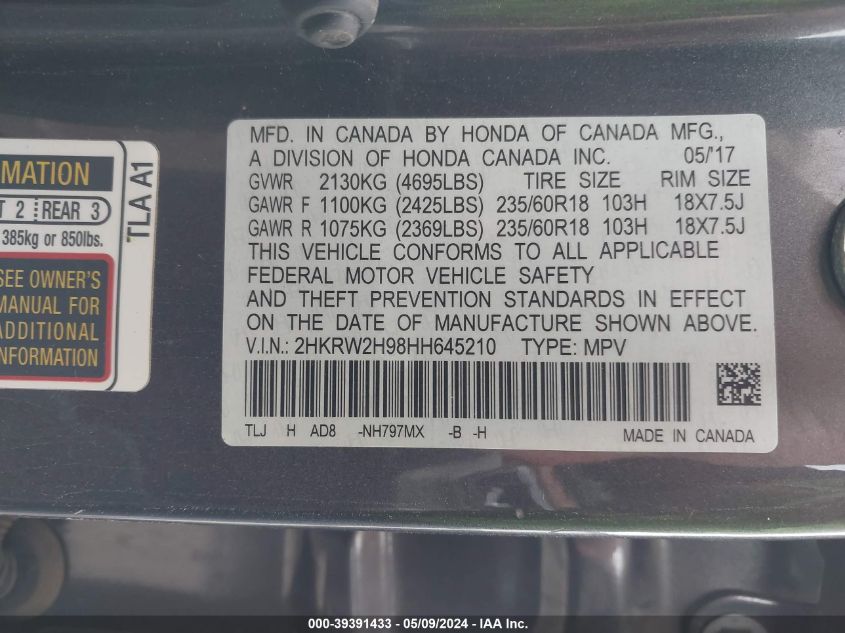 MATION
T 2 REAR 3
385kg or 850lbs.
SEE OWNER'S
MANUAL FOR
ADDITIONAL
INFORMATION
TLA A1
MFD. IN CANADA BY HONDA OF CANADA MFG.,
A DIVISION OF HONDA CANADA INC. 05/'17
GVWR 2130KG (4695LBS) TIRE SIZE RIM SIZE
GAWR F 1100KG (2425LBS) 235/60R18 103H 18X7.5J
GAWR R 1075KG (2369LBS) 235/60R18 103H 18X7.5J
THIS VEHICLE CONFORMS TO ALL APPLICABLE
FEDERAL MOTOR VEHICLE SAFETY
AND THEFT PREVENTION STANDARDS IN EFFECT
ON THE DATE OF MANUFACTURE SHOWN ABOVE.
V.I.N.: 2HKRW2H98HH645210 TYPE: MPV
TLJ H AD8 -NH797MX -B -H
MADE IN CANADA
000-39391433 - 05/09/2024 - IAA Inc.